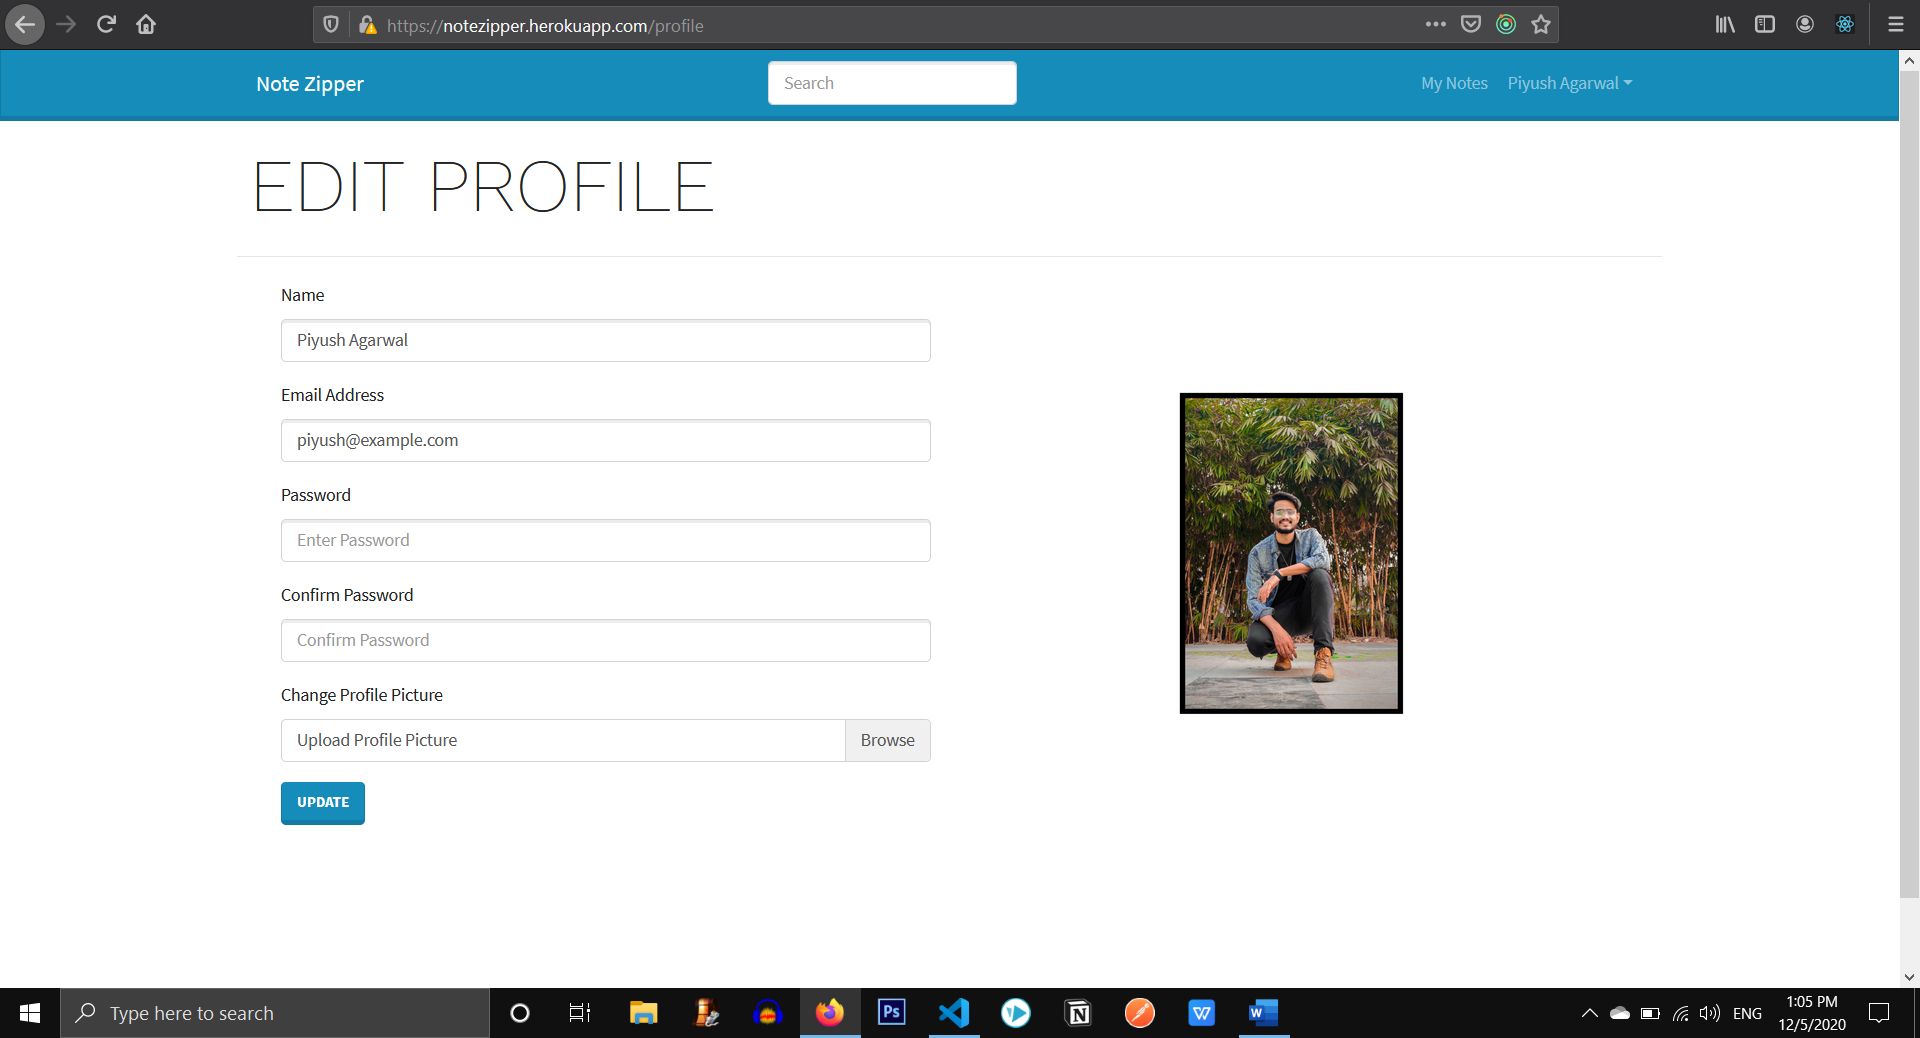 https://notezipper.herokuapp.com/profile
Note Zipper
Search
My Notes
Piyush Agarwal
EDIT PROFILE
Name
Piyush Agarwal
Email Address
piyush@example.com
Password
Enter Password
Confirm Password
Confirm Password
Change Profile Picture
Upload Profile Picture
Browse
UPDATE
Type here to search
Ps
N
W
W
ENG
1:05 PM
12/5/2020